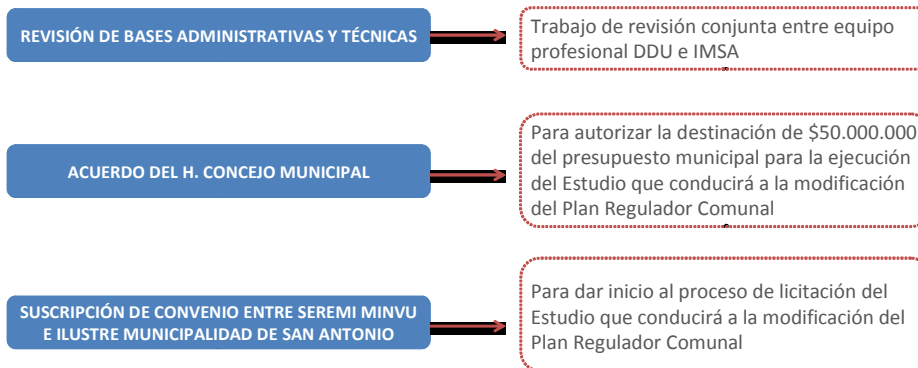 REVISIÓN DE BASES ADMINISTRATIVAS Y TÉCNICAS
Trabajo de revisión conjunta entre equipo
profesional DDU e IMSA
ACUERDO DEL H. CONCEJO MUNICIPAL
Para autorizar la destinación de $50.000.000
del presupuesto municipal para la ejecución
del Estudio que conducirá a la modificación
del Plan Regulador Comunal
SUSCRIPCIÓN DE CONVENIO ENTRE SEREMI MINVU
E ILUSTRE MUNICIPALIDAD DE SAN ANTONIO
Para dar inicio al proceso de licitación del
Estudio que conducirá a la modificación del
Plan Regulador Comunal